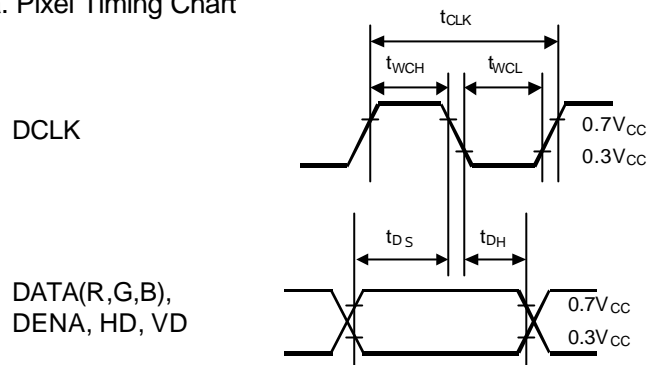 . Pixel Timing Chart
tCLK
tWCH tWCL
DCLK
0.7VCC
0.3VCC
tDS tDH
DATA(R,G,B),
DENA, HD, VD
0.7VCC
0.3VCC